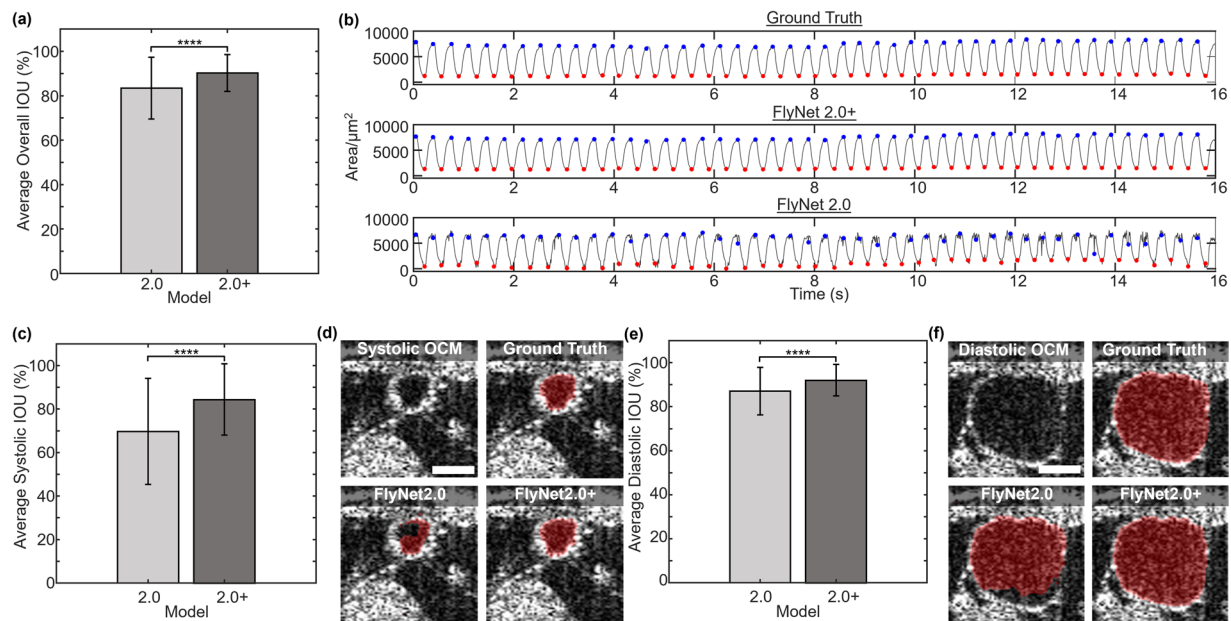 (a)
Average Overall IOU (%)
100
80
60
40
20
0
****
2.0
2.0+
Model
(b)
Area/μm²
Ground Truth
10000
5000
0
0 2 4 6 8 10 12 14 16
FlyNet 2.0+
10000
5000
0
0 2 4 6 8 10 12 14 16
FlyNet 2.0
10000
5000
0
0 2 4 6 8 10 12 14 16
Time (s)
(c)
Average Systolic IOU (%)
100
80
60
40
20
0
****
2.0
2.0+
Model
(d)
Systolic OCM
Ground Truth
FlyNet2.0
FlyNet2.0+
(e)
Average Diastolic IOU (%)
100
80
60
40
20
0
****
2.0
2.0+
Model
(f)
Diastolic OCM
Ground Truth
FlyNet2.0
FlyNet2.0+